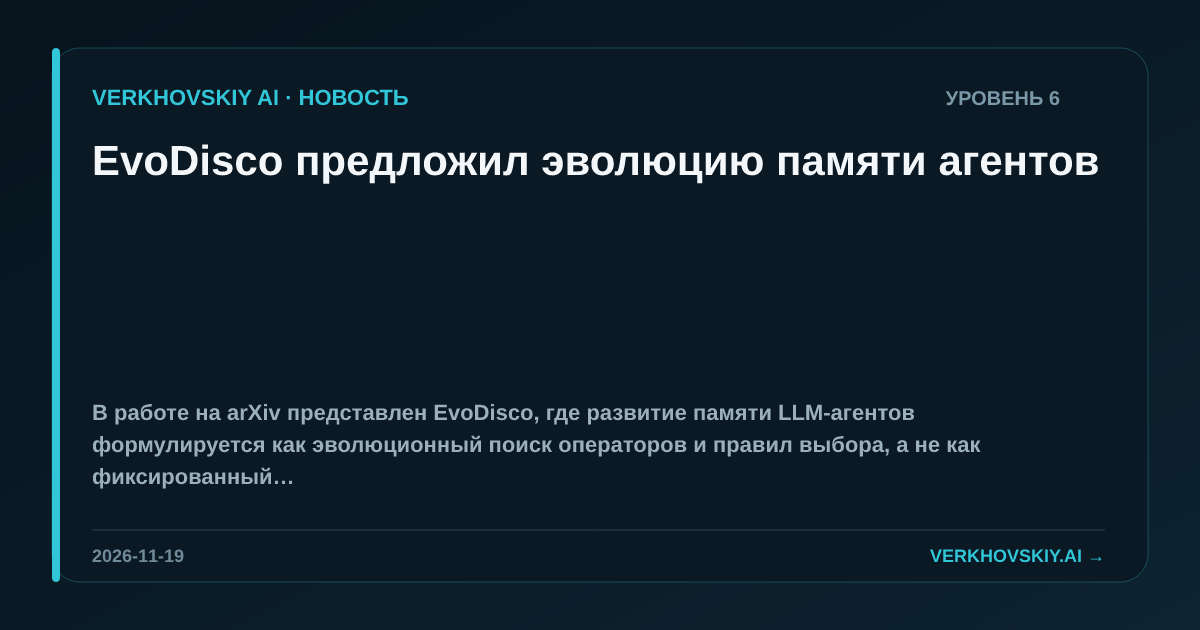 VERKHOVSKIY AI · НОВОСТЬ
УРОВЕНЬ 6
EvoDisco предложил эволюцию памяти агентов
В работе на arXiv представлен EvoDisco, где развитие памяти LLM-агентов
формулируется как эволюционный поиск операторов и правил выбора, а не как
фиксированный…
2026-11-19
VERKHOVSKIY.AI →